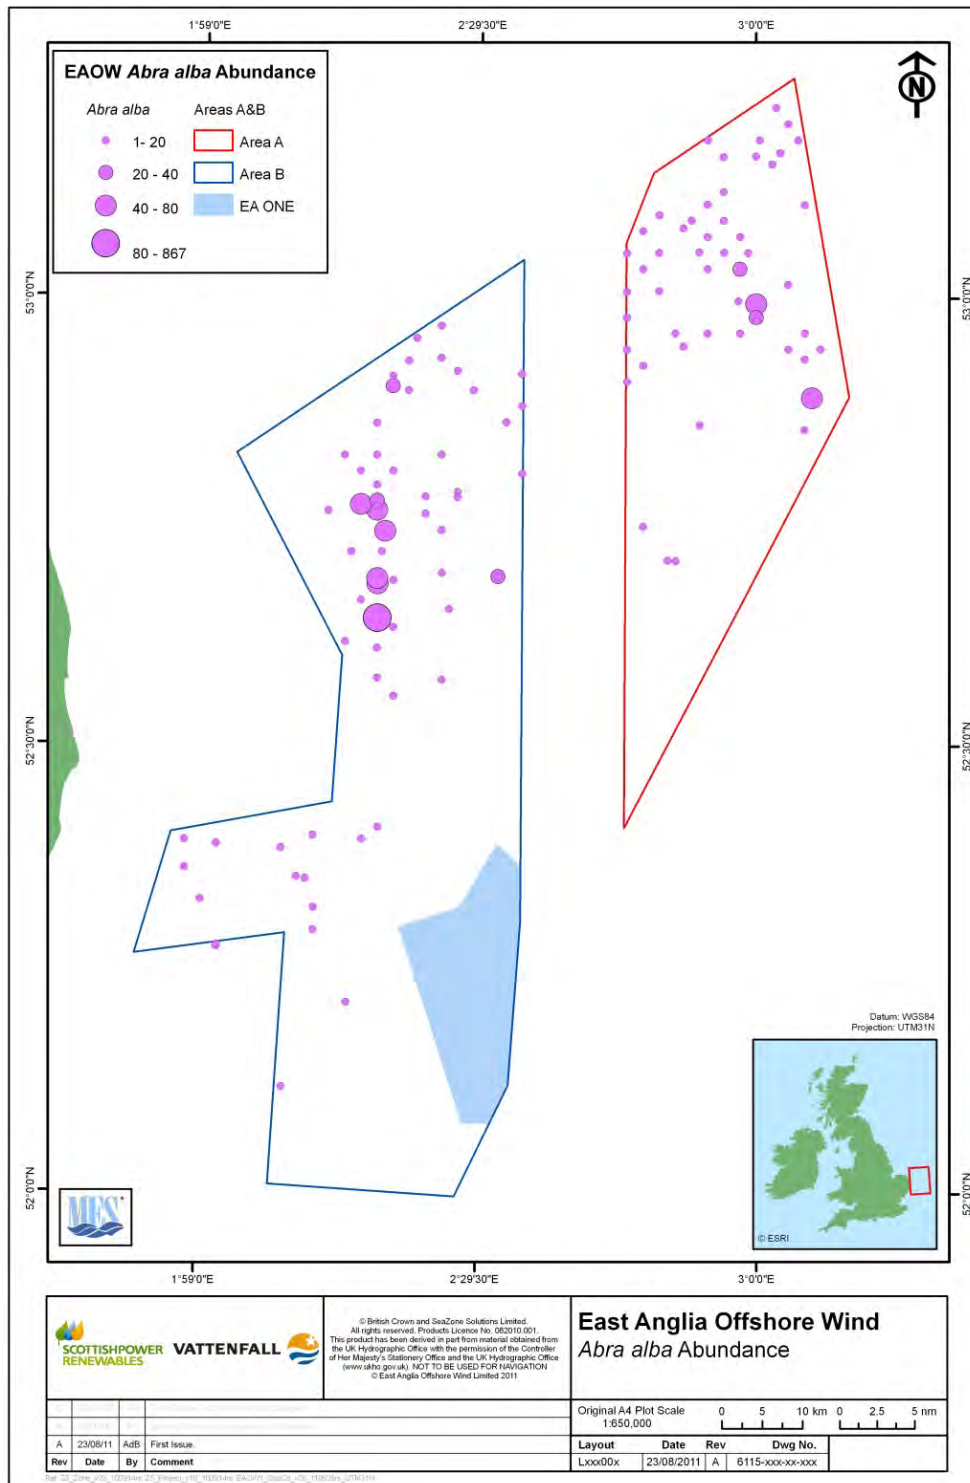 1°59'0"E
2°29'30"E
3°0'0"E
EAOW Abra alba Abundance
Abra alba
Areas A&B
1- 20
Area A
20 - 40
Area B
40 - 80
EA ONE
80 - 867
N
53°0'0"N
53°0'0"N
52°30'0"N
52°30'0"N
52°0'0"N
52°0'0"N
Datum: WGS84
Projection: UTM31N
© ESRI
MES
1°59'0"E
2°29'30"E
3°0'0"E
SCOTTISHPOWER
RENEWABLES
VATTENFALL
© British Crown and SeaZone Solutions Limited.
All rights reserved. Products Licence No. 082010.001.
This product has been derived in part from material obtained from
the UK Hydrographic Office with the permission of the Controller
of Her Majesty's Stationery Office and the UK Hydrographic Office
(www.ukho.gov.uk). NOT TO BE USED FOR NAVIGATION
© East Anglia Offshore Wind Limited 2011
East Anglia Offshore Wind
Abra alba Abundance
Original A4 Plot Scale
1:650,000
0 5 10 km
0 2.5 5 nm
A 23/08/11 AdB First Issue.
Rev Date By Comment
Layout Date Rev Dwg No.
Lxxx00x 23/08/2011 A 6115-xxx-xx-xxx